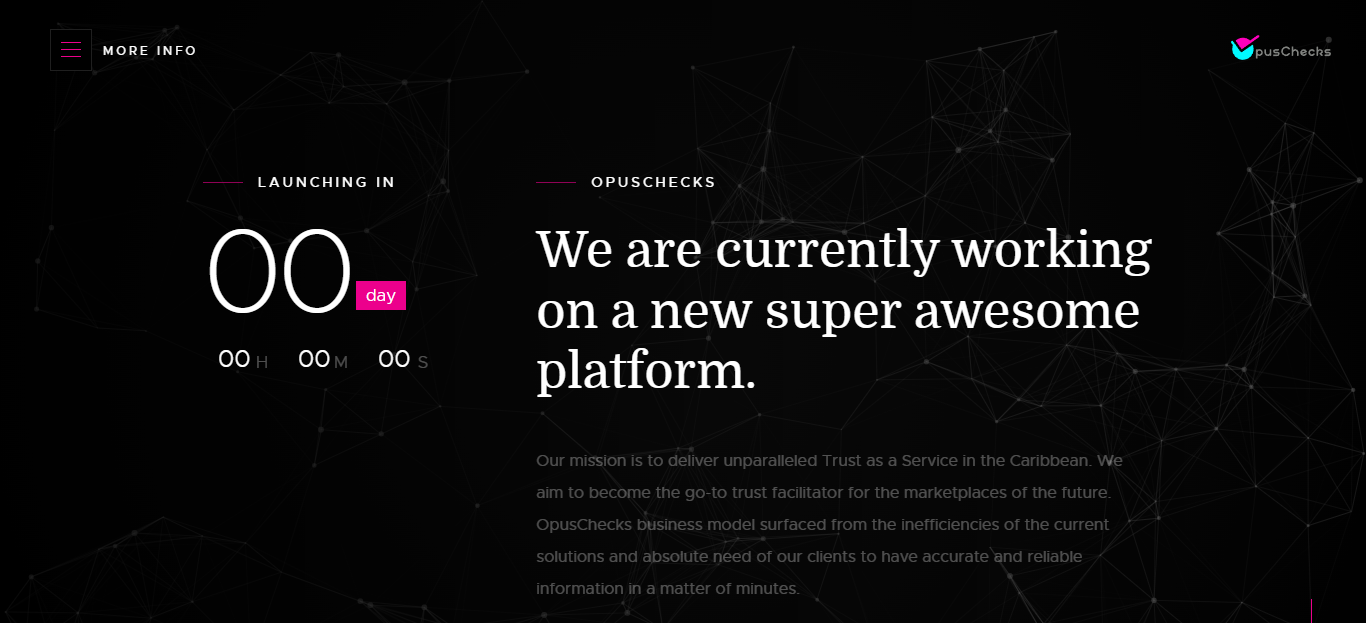 MORE INFO
pusChecks
LAUNCHING IN
00 day
00 H 00 M 00 S
OPUSCHECKS
We are currently working
on a new super awesome
platform.
Our mission is to deliver unparalleled Trust as a Service in the Caribbean. We
aim to become the go-to trust facilitator for the marketplaces of the future.
OpusChecks business model surfaced from the inefficiencies of the current
solutions and absolute need of our clients to have accurate and reliable
information in a matter of minutes.